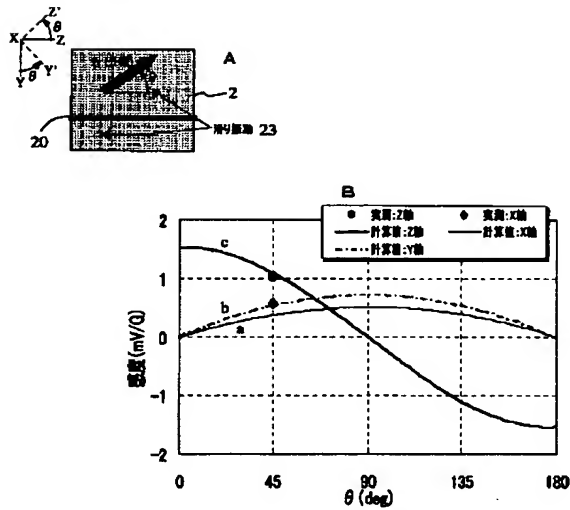 Z'
X
θ
Z
θ
Y'
Y
A
2
20
滑り振動 23
B
2
実測:Z軸 実測:X軸
計算値:Z軸 計算値:X軸
計算値:Y軸
c
1
b
a
0
感度(mV/G)
-1
-2
0 45 90 135 180
θ (deg)